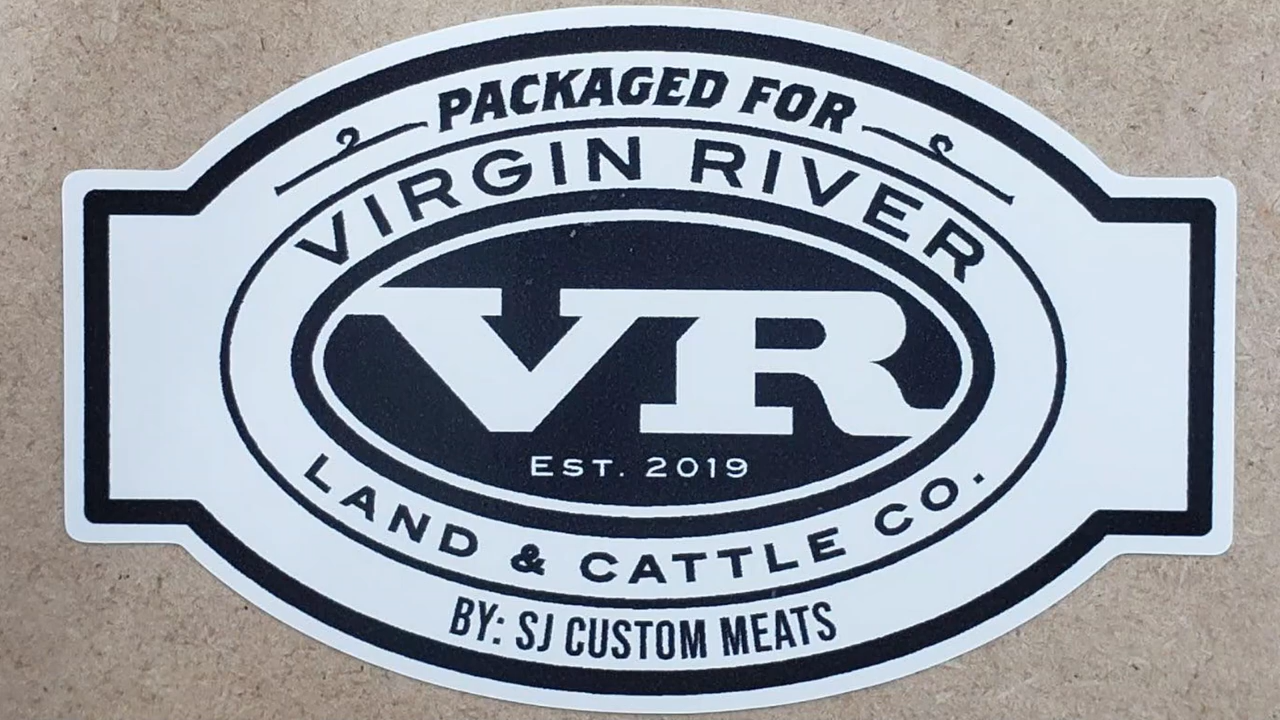 PACKAGED FOR
VIRGIN RIVER
VR
EST. 2019
LAND & CATTLE CO.
BY: SJ CUSTOM MEATS